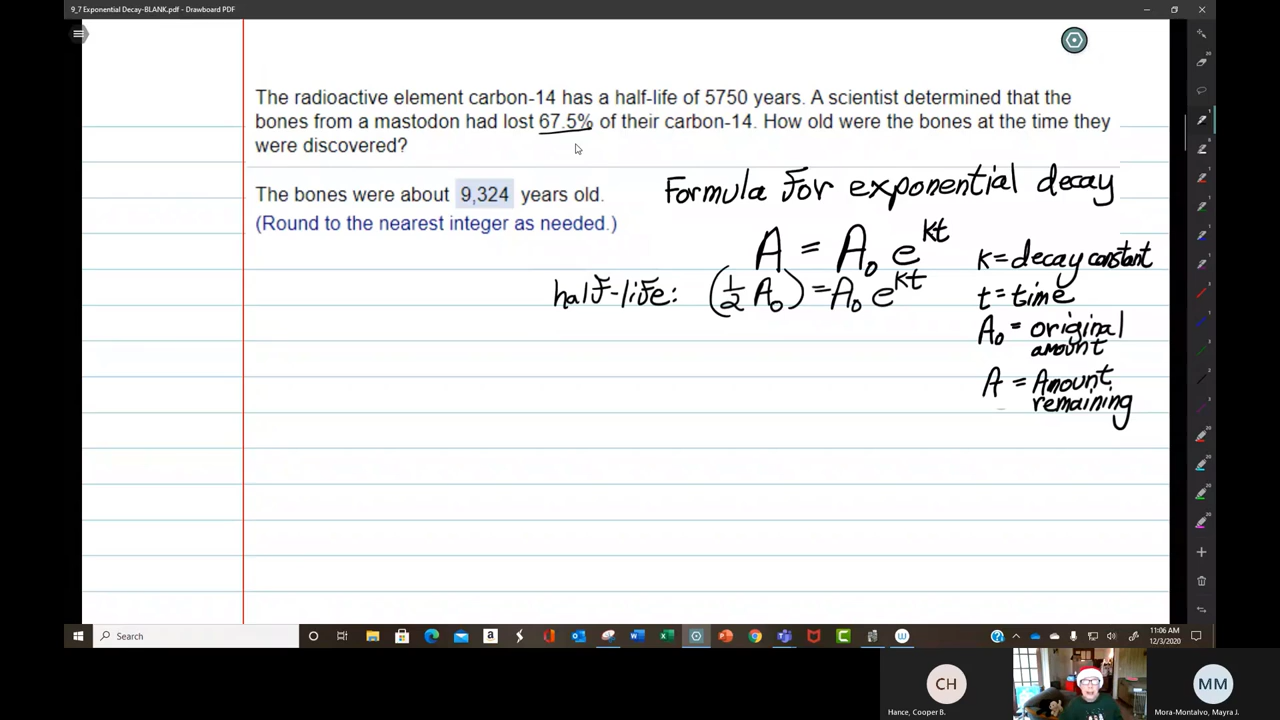 9_7 Exponential Decay-BLANK.pdf - Drawboard PDF
The radioactive element carbon-14 has a half-life of 5750 years. A scientist determined that the
bones from a mastodon had lost 67.5% of their carbon-14. How old were the bones at the time they
were discovered?
The bones were about 9,324 years old.
(Round to the nearest integer as needed.)
Formula for exponential decay
A = A₀ e^kt
half-life: (½ A₀) = A₀ e^kt
k = decay constant
t = time
A₀ = original
amount
A = Amount
remaining
Search
11:06 AM
12/3/2020
CH
MM
Hance, Cooper B.
Mora-Montalvo, Mayra J.